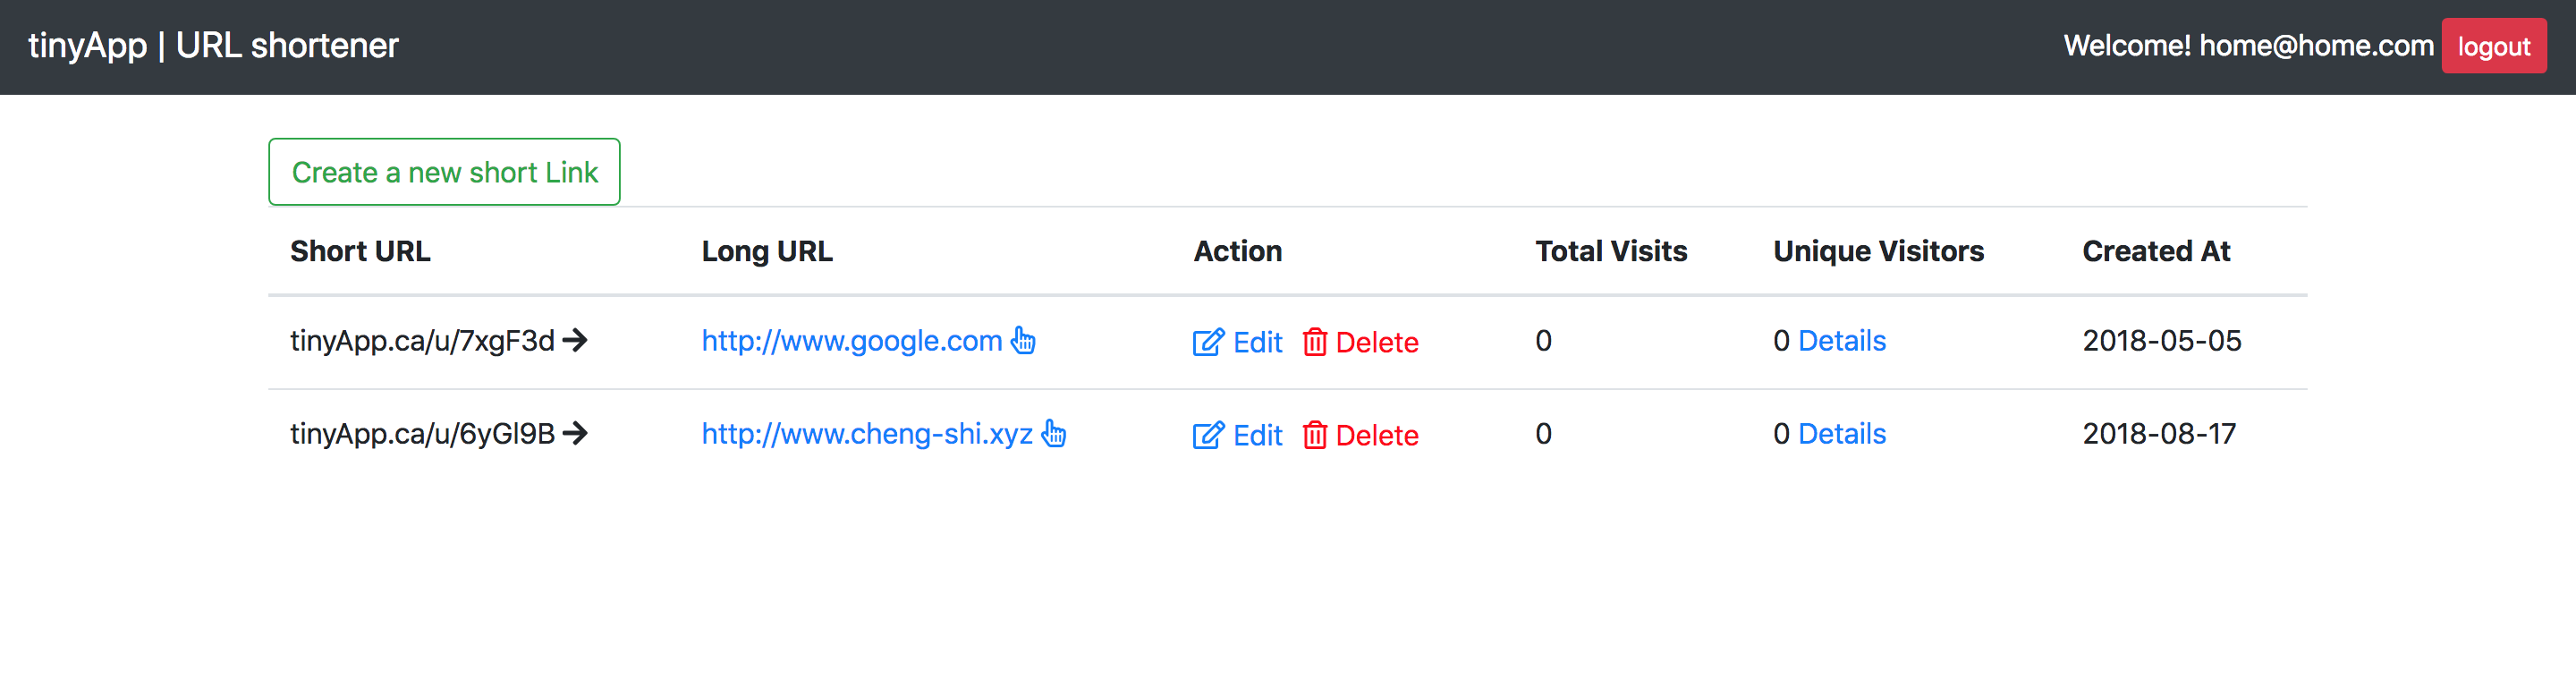 tinyApp | URL shortener Welcome! home@home.com logout
Create a new short Link
Short URL Long URL Action Total Visits Unique Visitors Created At
tinyApp.ca/u/7xgF3d http://www.google.com Edit Delete 0 0 Details 2018-05-05
tinyApp.ca/u/6yGl9B http://www.cheng-shi.xyz Edit Delete 0 0 Details 2018-08-17